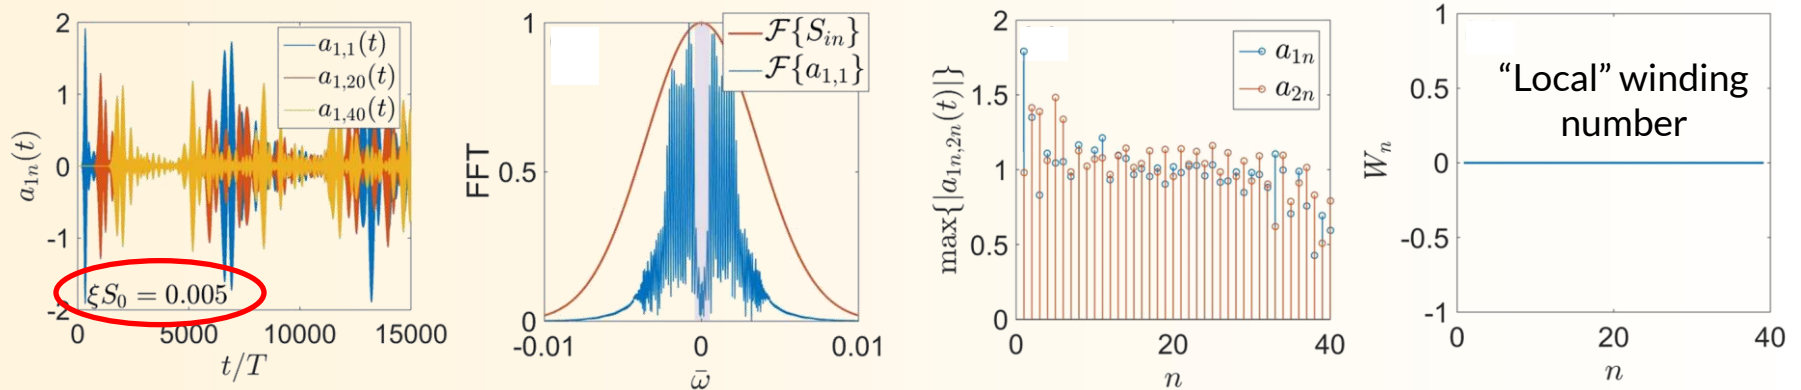 2
1
0
-1
-2
a_{1n}(t)
a_{1,1}(t)
a_{1,20}(t)
a_{1,40}(t)
ξS_0 = 0.005
0 5000 10000 15000
t/T
1
0.5
0
FFT
𝓕{S_{in}}
𝓕{a_{1,1}}
-0.01 0 0.01
ω̄
2
1.5
1
0.5
0
max{|a_{1n,2n}(t)|}
a_{1n}
a_{2n}
0 20 40
n
1
0.5
0
-0.5
-1
W_n
“Local” winding
number
0 20 40
n